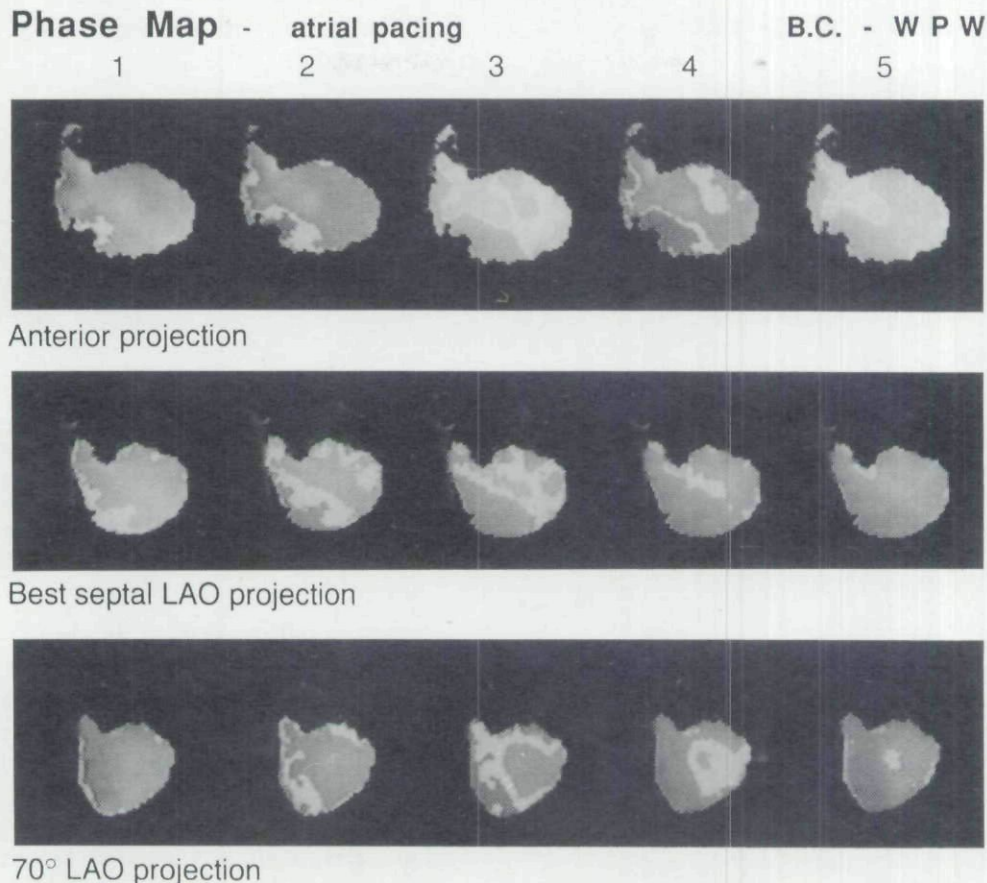 Phase Map - atrial pacing B.C. - W P W
1 2 3 4 5
Anterior projection
Best septal LAO projection
70° LAO projection